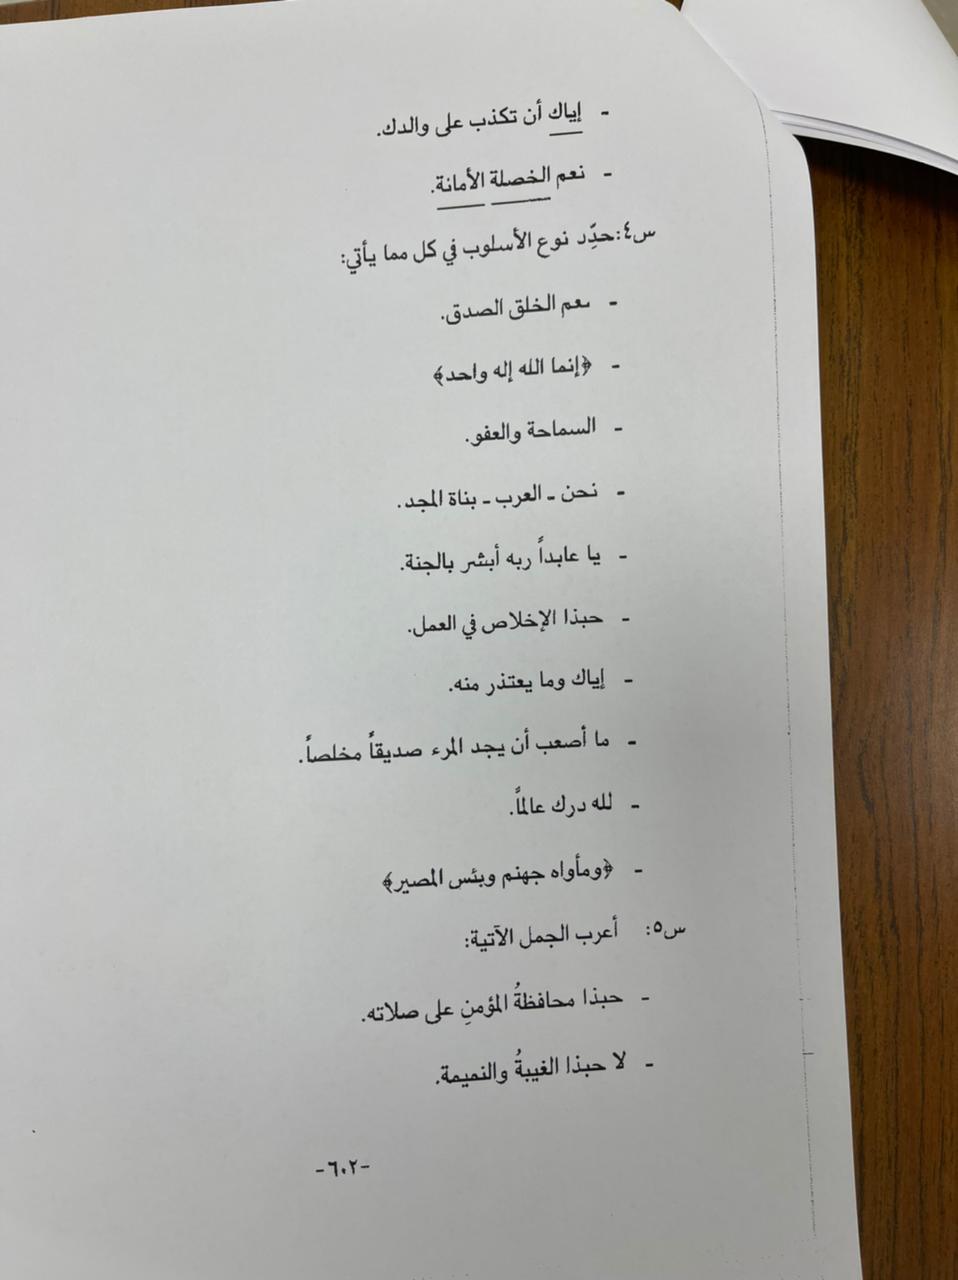 - إياك أن تكذب على والدك.
- نعم الخصلة الأمانة.
س٤: حدِّد نوع الأسلوب في كل مما يأتي:
- نعم الخلق الصدق.
- ﴿إنما الله إله واحد﴾
- السماحة والعفو.
- نحن ـ العرب ـ بناة المجد.
- يا عابداً ربه أبشر بالجنة.
- حبذا الإخلاص في العمل.
- إياك وما يعتذر منه.
- ما أصعب أن يجد المرء صديقاً مخلصاً.
- لله درك عالماً.
- ﴿ومأواه جهنم وبئس المصير﴾
س٥: أعرب الجمل الآتية:
- حبذا محافظةُ المؤمنِ على صلاته.
- لا حبذا الغيبةُ والنميمة.
-٦٠٢-